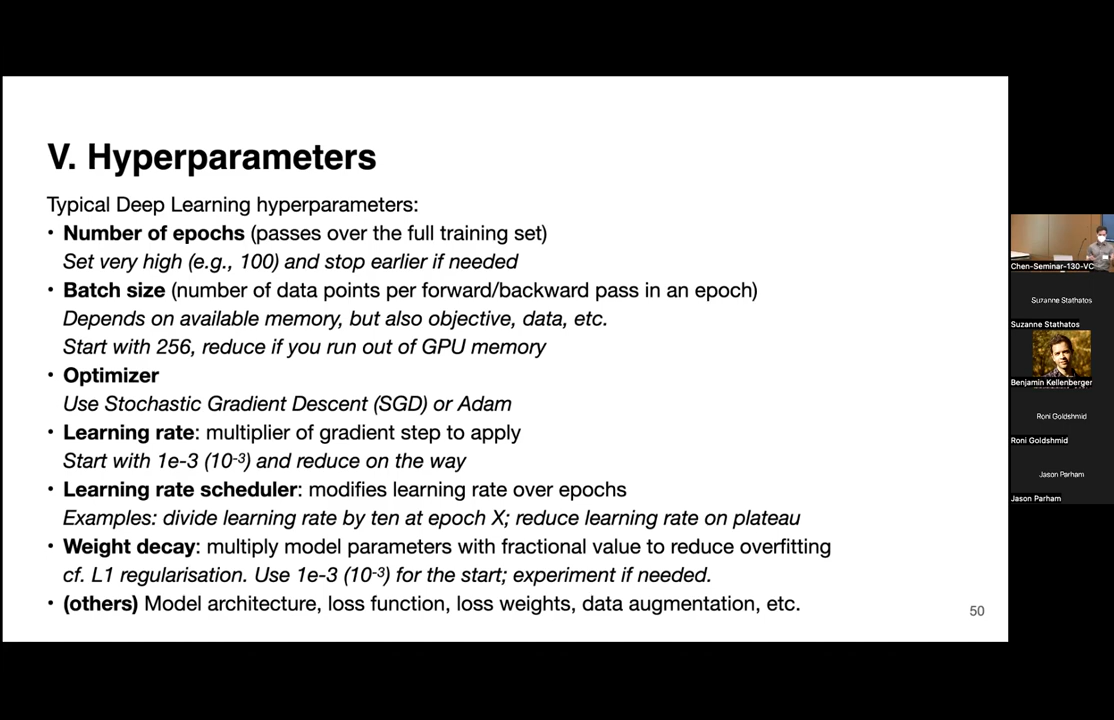 V. Hyperparameters
Typical Deep Learning hyperparameters:
• Number of epochs (passes over the full training set)
Set very high (e.g., 100) and stop earlier if needed
• Batch size (number of data points per forward/backward pass in an epoch)
Depends on available memory, but also objective, data, etc.
Start with 256, reduce if you run out of GPU memory
• Optimizer
Use Stochastic Gradient Descent (SGD) or Adam
• Learning rate: multiplier of gradient step to apply
Start with 1e-3 (10⁻³) and reduce on the way
• Learning rate scheduler: modifies learning rate over epochs
Examples: divide learning rate by ten at epoch X; reduce learning rate on plateau
• Weight decay: multiply model parameters with fractional value to reduce overfitting
cf. L1 regularisation. Use 1e-3 (10⁻³) for the start; experiment if needed.
• (others) Model architecture, loss function, loss weights, data augmentation, etc.
50
Chen-Seminar-130-VC
Suzanne Stathatos
Suzanne Stathatos
Benjamin Kellenberger
Roni Goldshmid
Roni Goldshmid
Jason Parham
Jason Parham